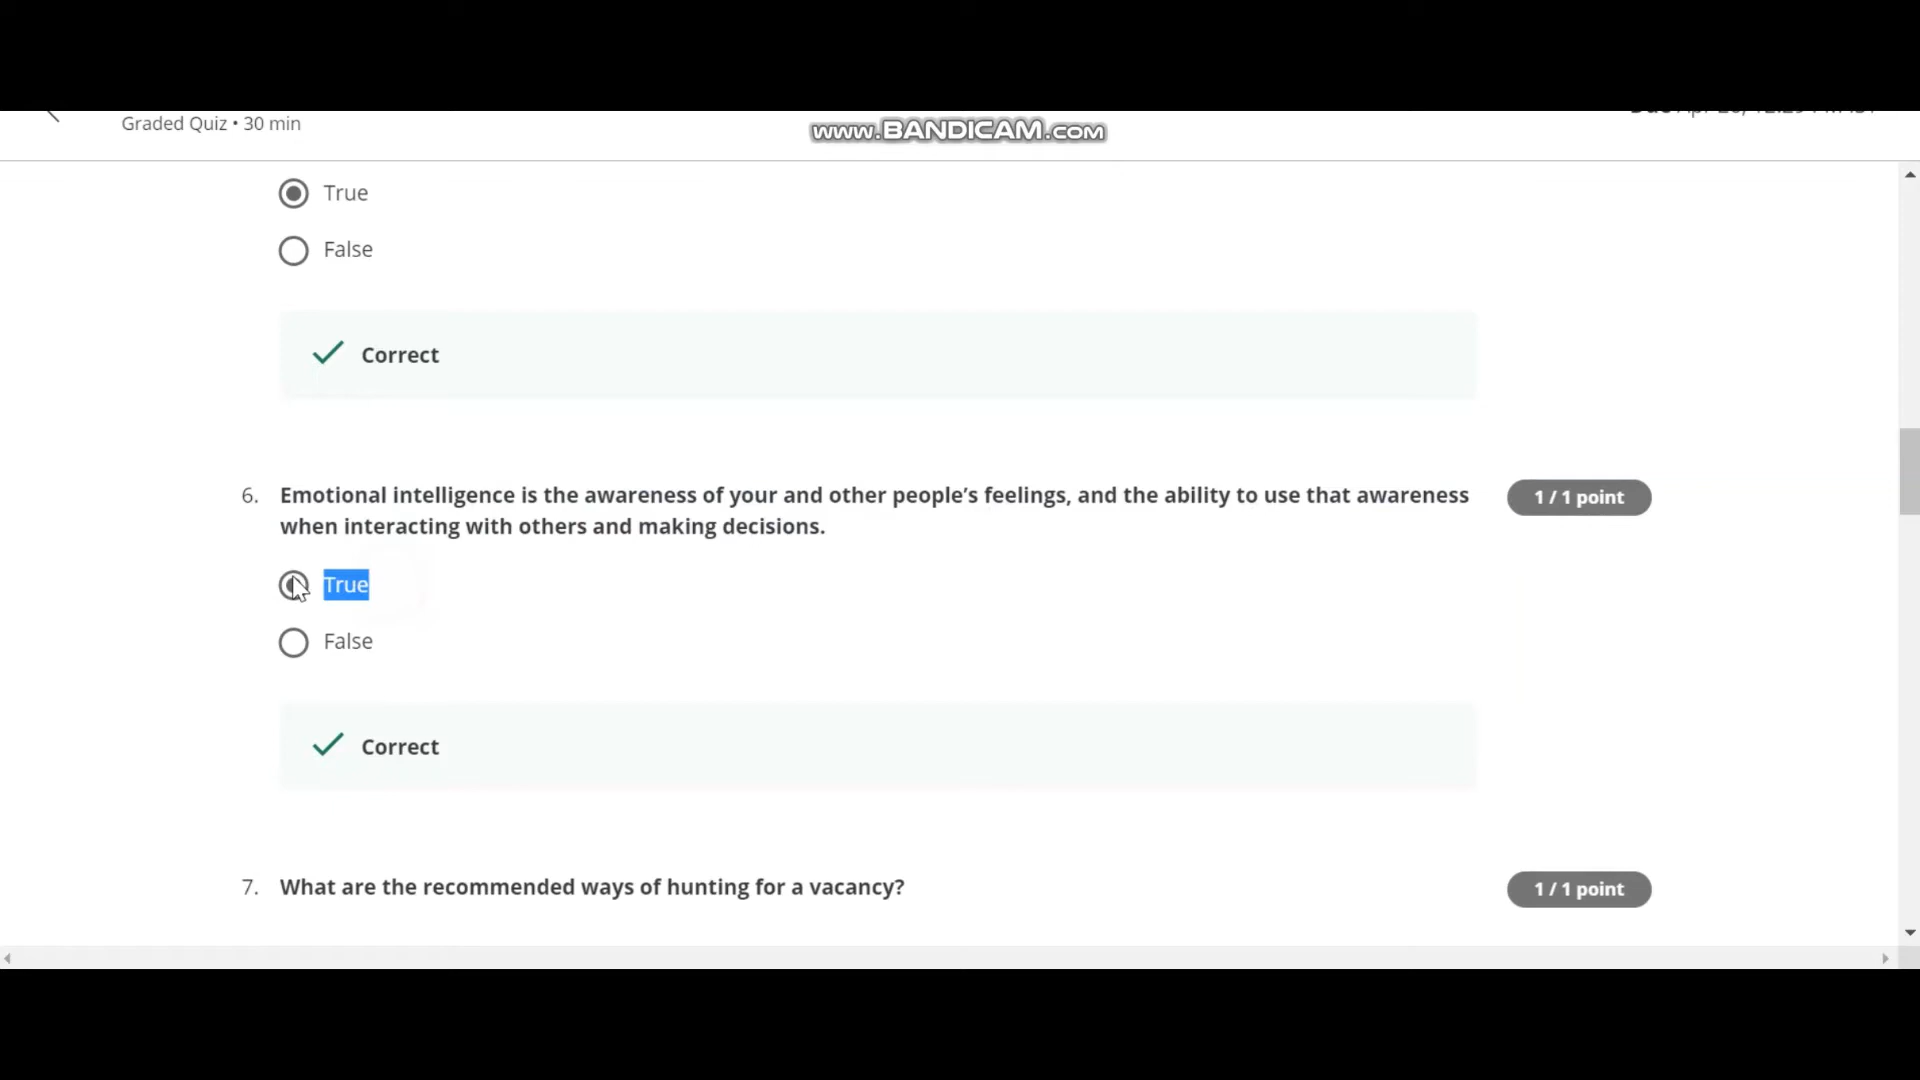 Graded Quiz • 30 min
www.BANDICAM.com
True
False
Correct
6. Emotional intelligence is the awareness of your and other people’s feelings, and the ability to use that awareness
when interacting with others and making decisions.
1 / 1 point
True
False
Correct
7. What are the recommended ways of hunting for a vacancy?
1 / 1 point